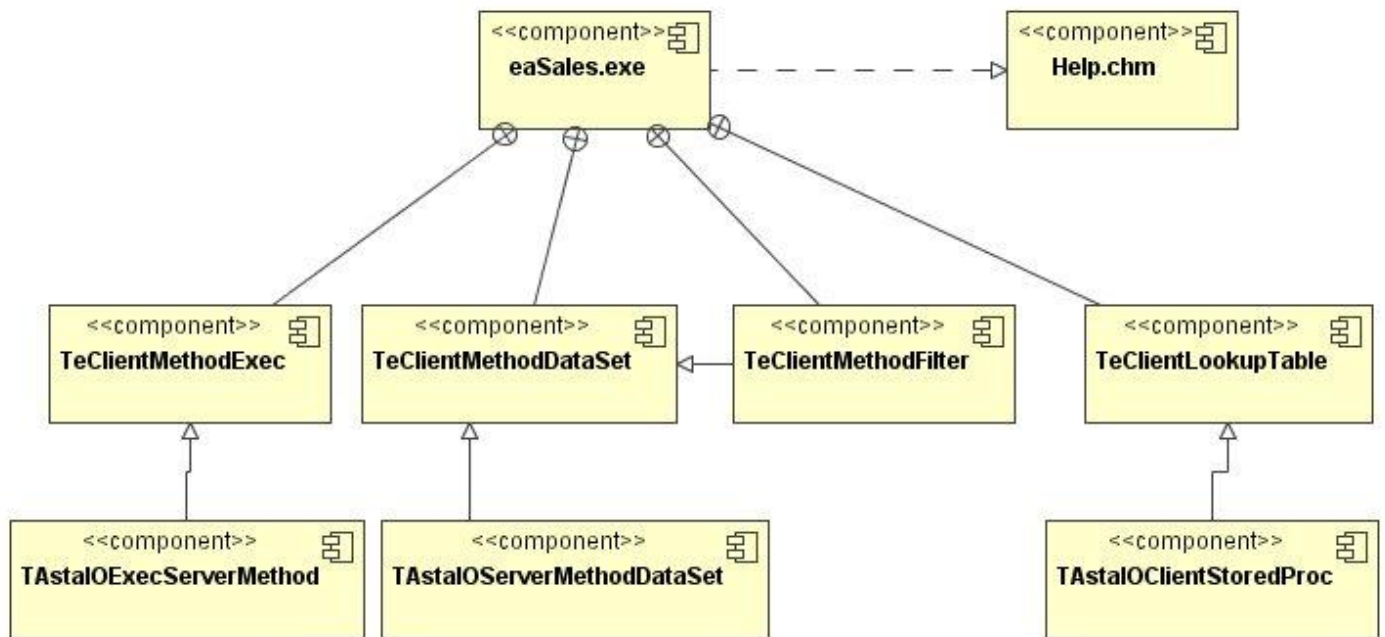 <<component>>
eaSales.exe
<<component>>
Help.chm
<<component>>
TeClientMethodExec
<<component>>
TeClientMethodDataSet
<<component>>
TeClientMethodFilter
<<component>>
TeClientLookupTable
<<component>>
TAstaIOExecServerMethod
<<component>>
TAstaIOServerMethodDataSet
<<component>>
TAstaIOClientStoredProc